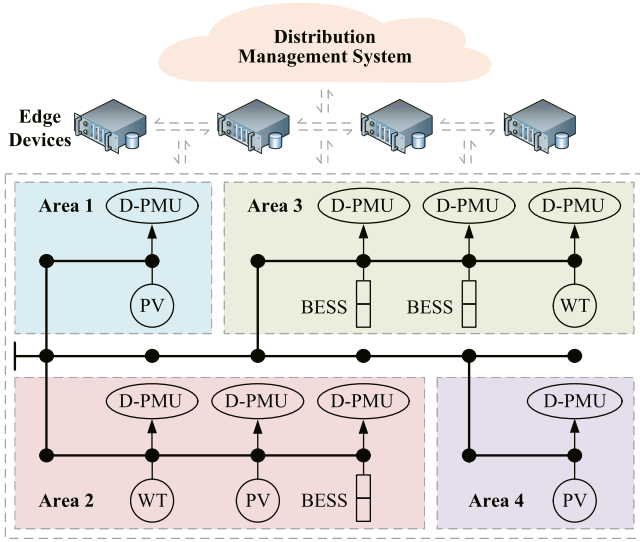 Distribution
Management System
Edge
Devices
Area 1
D-PMU
PV
Area 3
D-PMU
D-PMU
D-PMU
BESS
BESS
WT
D-PMU
D-PMU
D-PMU
Area 2
WT
PV
BESS
D-PMU
Area 4
PV